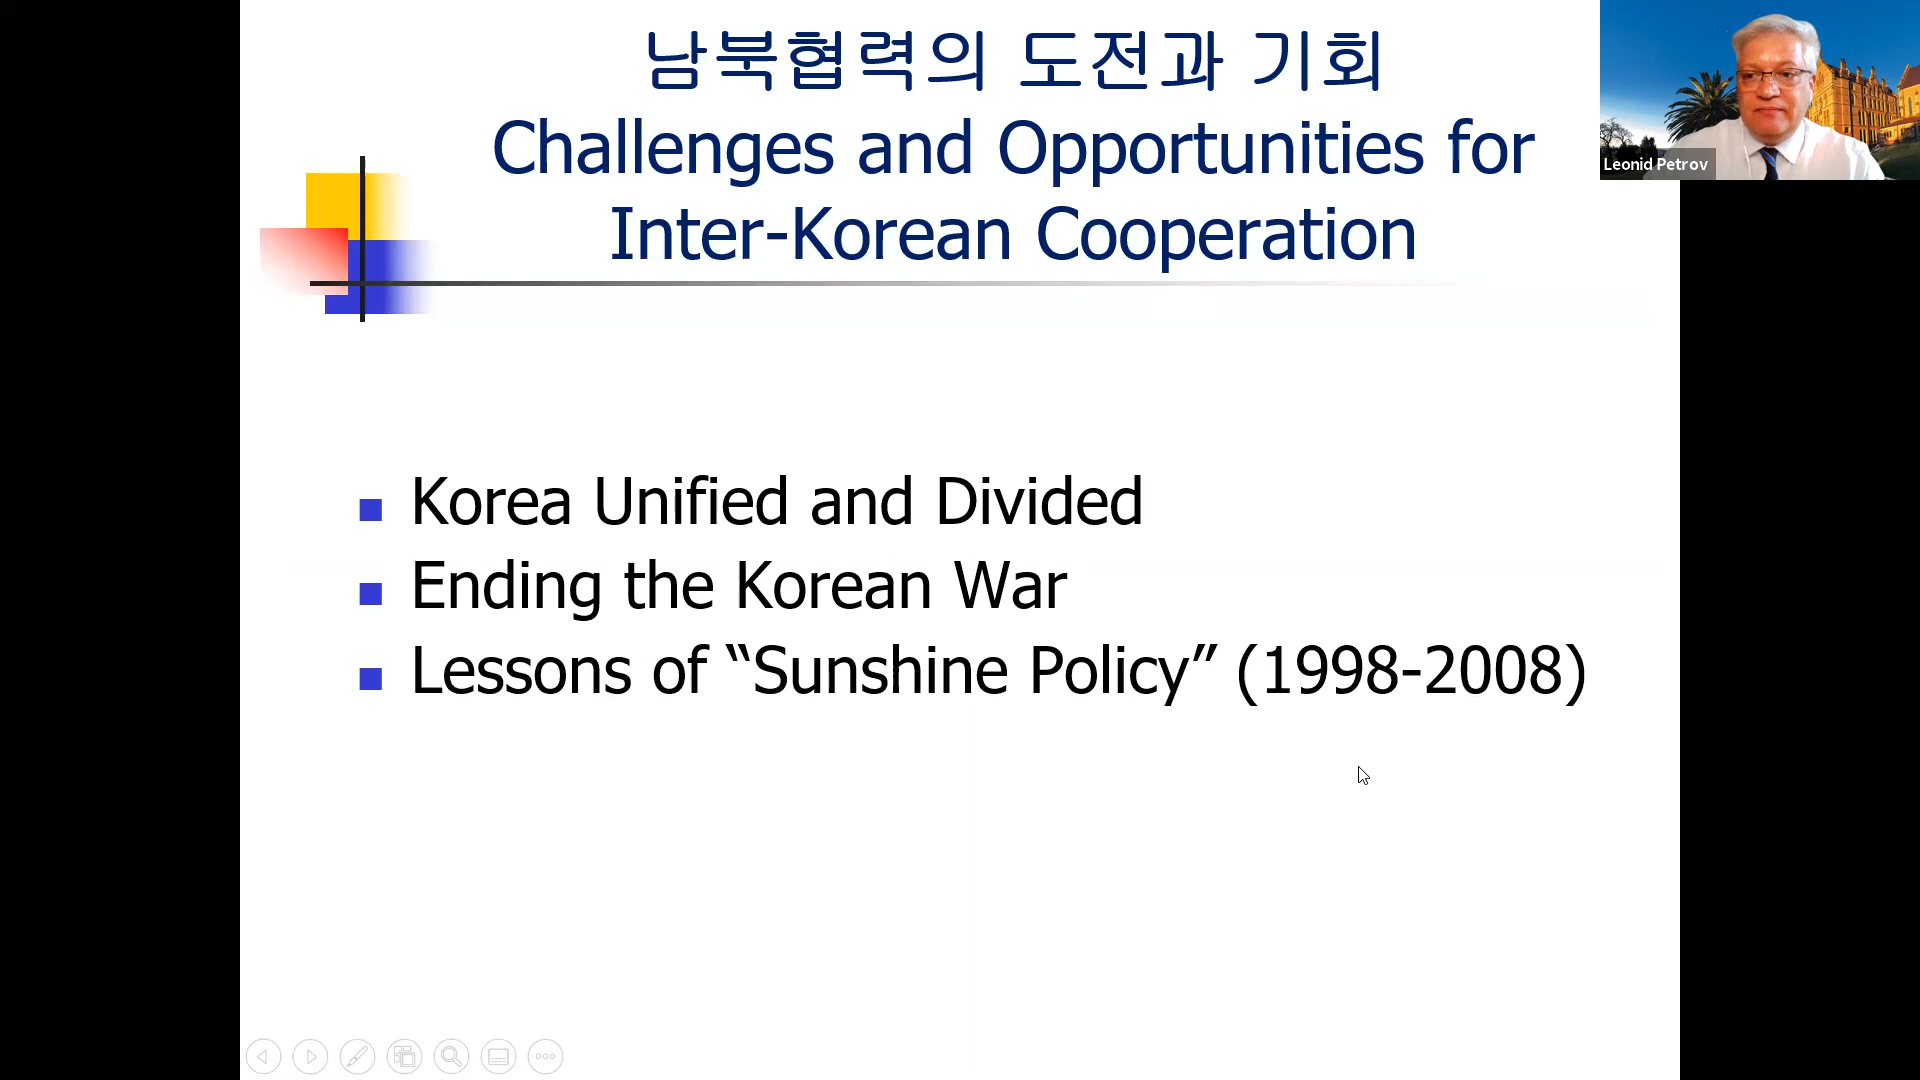 남북협력의 도전과 기회
Challenges and Opportunities for
Inter-Korean Cooperation
Leonid Petrov
Korea Unified and Divided
Ending the Korean War
Lessons of “Sunshine Policy” (1998-2008)